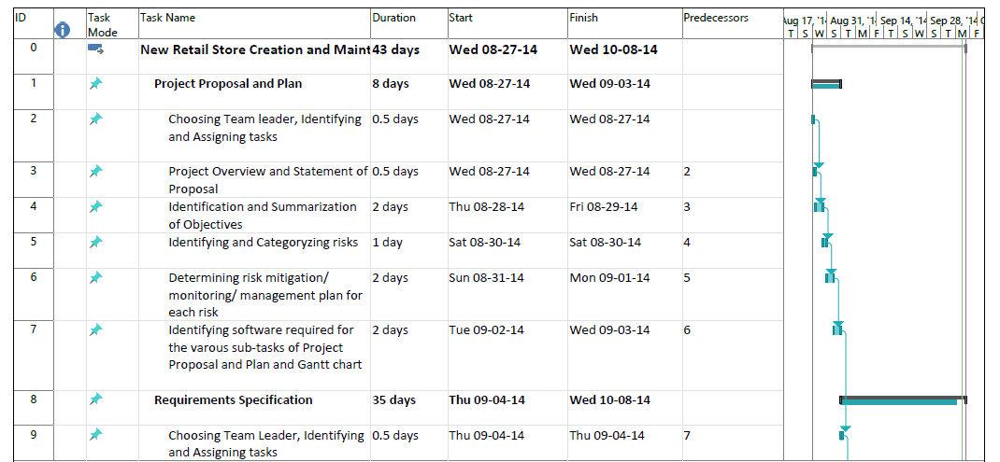 ID Task Mode Task Name Duration Start Finish Predecessors
Aug 17, '1 Aug 31, '1 Sep 14, '14 Sep 28, '14
T S W S T M F T S W S T M F
0 New Retail Store Creation and Maint 43 days Wed 08-27-14 Wed 10-08-14
1 Project Proposal and Plan 8 days Wed 08-27-14 Wed 09-03-14
2 Choosing Team leader, Identifying 0.5 days Wed 08-27-14 Wed 08-27-14
and Assigning tasks
3 Project Overview and Statement of 0.5 days Wed 08-27-14 Wed 08-27-14 2
Proposal
4 Identification and Summarization 2 days Thu 08-28-14 Fri 08-29-14 3
of Objectives
5 Identifying and Categoryzing risks 1 day Sat 08-30-14 Sat 08-30-14 4
6 Determining risk mitigation/ 2 days Sun 08-31-14 Mon 09-01-14 5
monitoring/ management plan for
each risk
7 Identifying software required for 2 days Tue 09-02-14 Wed 09-03-14 6
the varous sub-tasks of Project
Proposal and Plan and Gantt chart
8 Requirements Specification 35 days Thu 09-04-14 Wed 10-08-14
9 Choosing Team Leader, Identifying 0.5 days Thu 09-04-14 Thu 09-04-14 7
and Assigning tasks